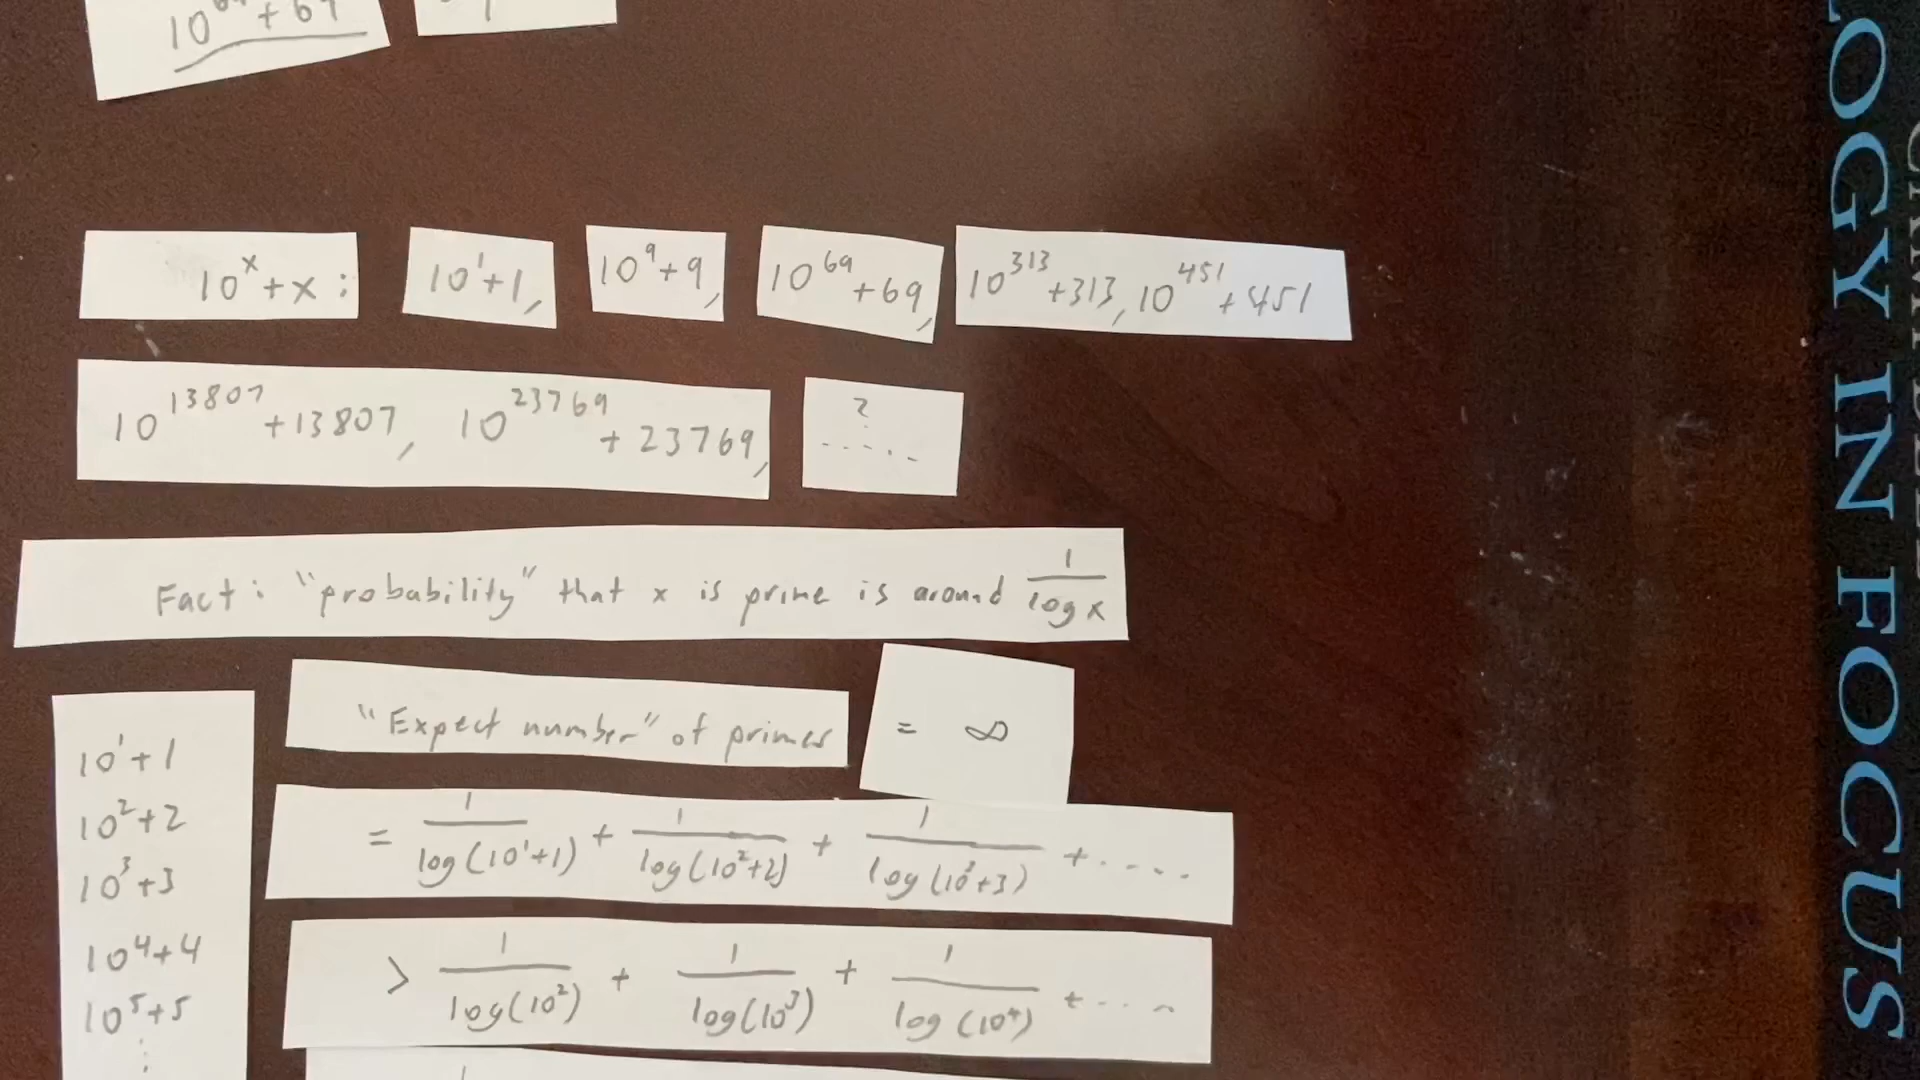 10 + 69
10^x + x :
10^1 + 1,
10^9 + 9,
10^69 + 69,
10^313 + 313, 10^451 + 451
10^13807 + 13807, 10^23769 + 23769,
? .....
Fact: "probability" that x is prime is around 1/log x
"Expect number" of primes
= ∞
= 1/log(10^1+1) + 1/log(10^2+2) + 1/log(10^3+3) + ....
> 1/log(10^2) + 1/log(10^3) + 1/log(10^4) + ....
10^1 + 1
10^2 + 2
10^3 + 3
10^4 + 4
10^5 + 5
⋮
LOGY IN FOCUS